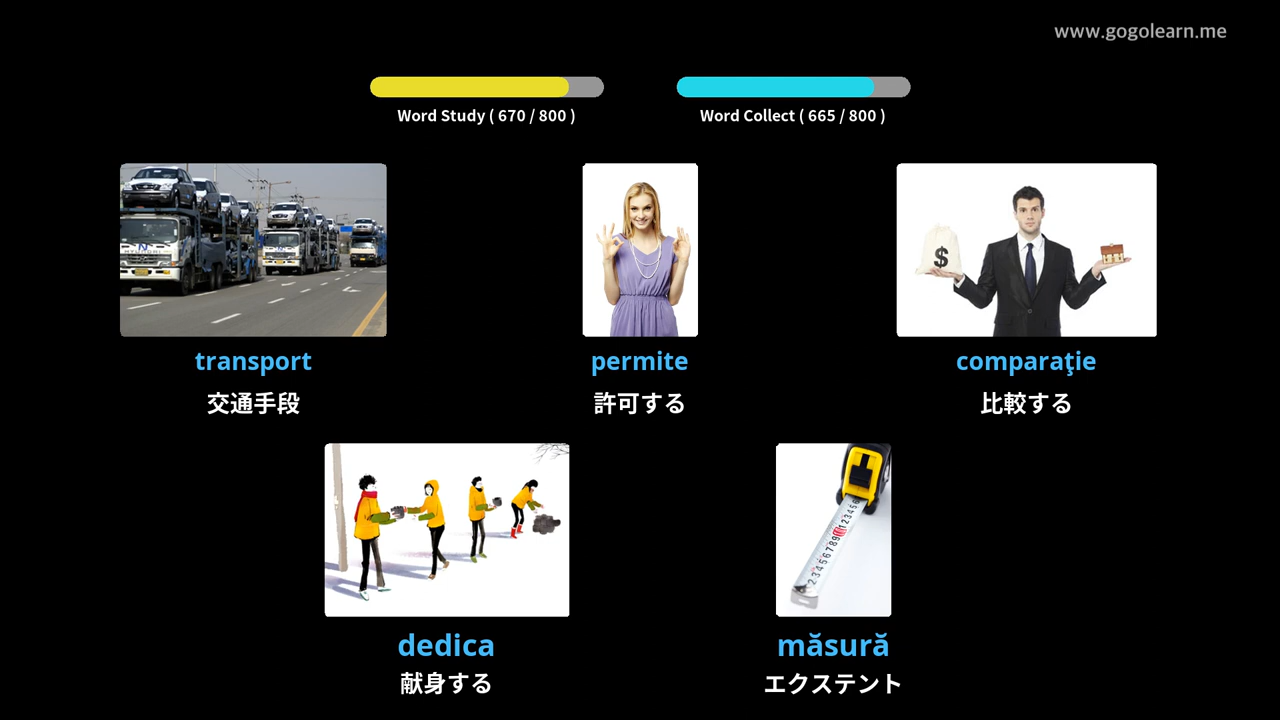 www.gogolearn.me
Word Study ( 670 / 800 )
Word Collect ( 665 / 800 )
transport
permite
comparaţie
交通手段
許可する
比較する
dedica
măsură
献身する
エクステント